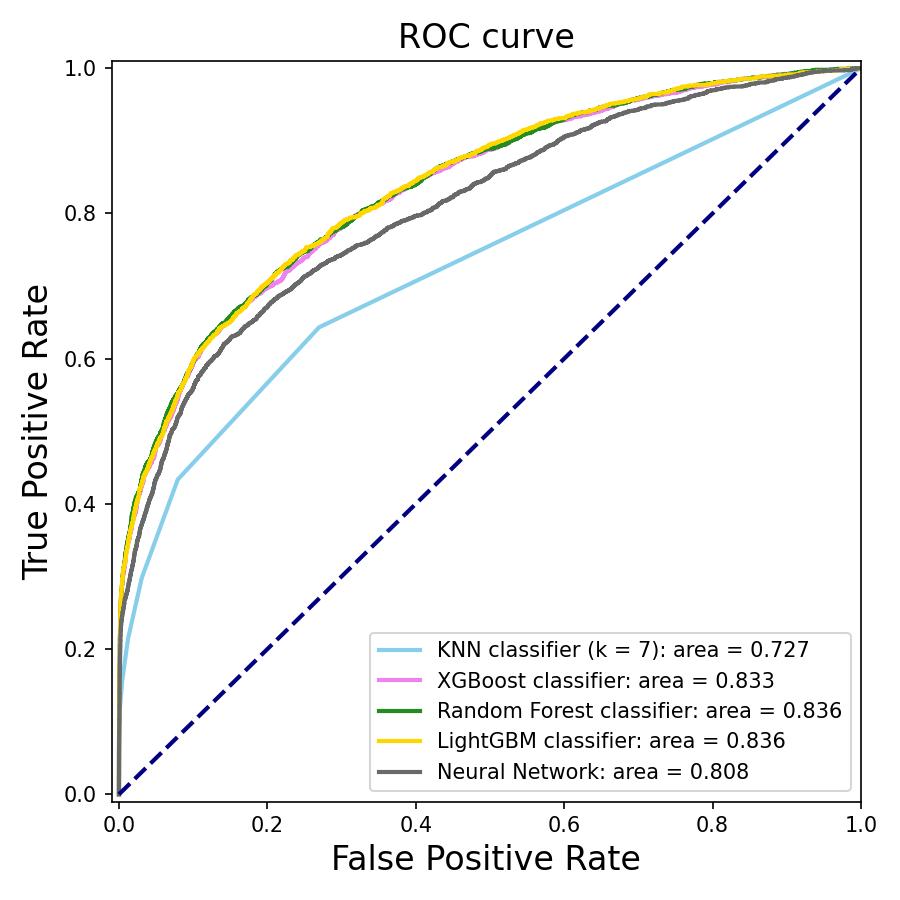 ROC curve
True Positive Rate
1.0
0.8
0.6
0.4
0.2
0.0
KNN classifier (k = 7): area = 0.727
XGBoost classifier: area = 0.833
Random Forest classifier: area = 0.836
LightGBM classifier: area = 0.836
Neural Network: area = 0.808
0.0 0.2 0.4 0.6 0.8 1.0
False Positive Rate